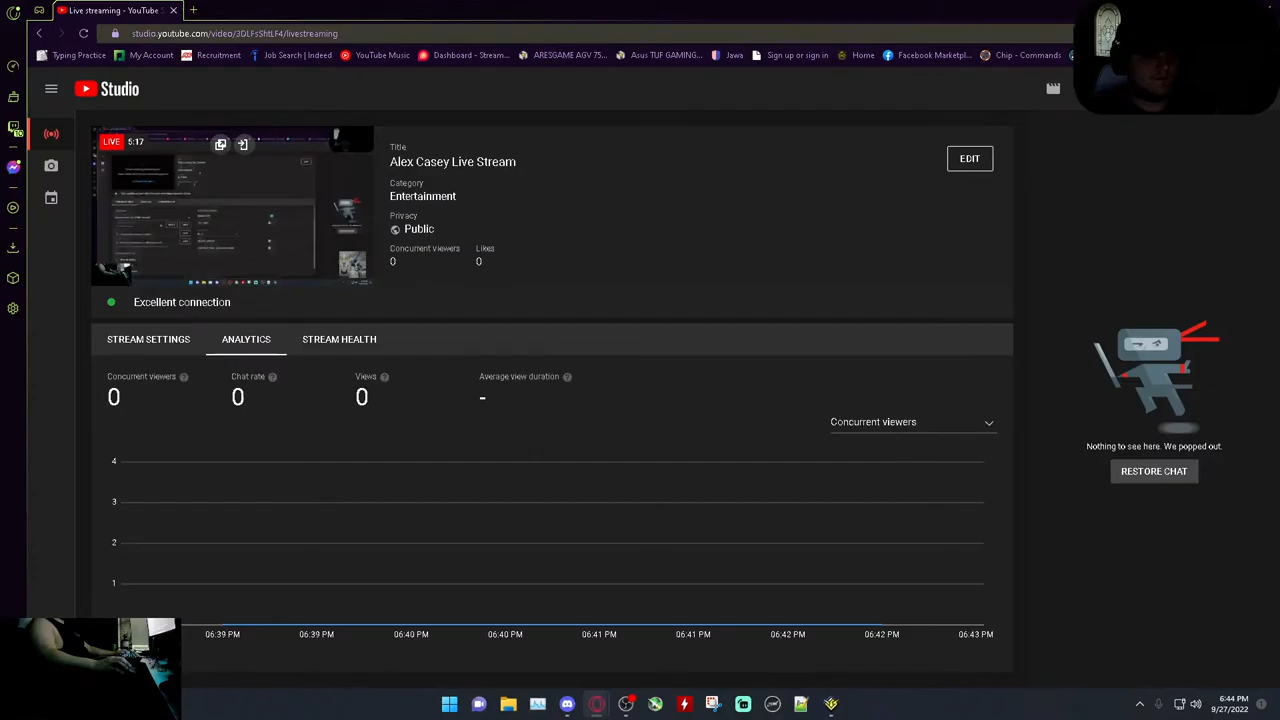 Live streaming - YouTube S
studio.youtube.com/video/3DLFsShtLF4/livestreaming
Typing Practice
My Account
Recruitment
Job Search | Indeed
YouTube Music
Dashboard - Stream...
ARESGAME AGV 75...
Asus TUF GAMING...
Jawa
Sign up or sign in
Home
Facebook Marketpl...
Chip - Commands
Studio
LIVE 5:17
Title
Alex Casey Live Stream
EDIT
Category
Entertainment
Privacy
Public
Concurrent viewers Likes
0 0
Excellent connection
STREAM SETTINGS ANALYTICS STREAM HEALTH
Concurrent viewers Chat rate Views Average view duration
0 0 0 -
Concurrent viewers
4
3
2
1
06:39 PM 06:39 PM 06:40 PM 06:40 PM 06:41 PM 06:41 PM 06:42 PM 06:42 PM 06:43 PM
Nothing to see here. We popped out.
RESTORE CHAT
6:44 PM
9/27/2022